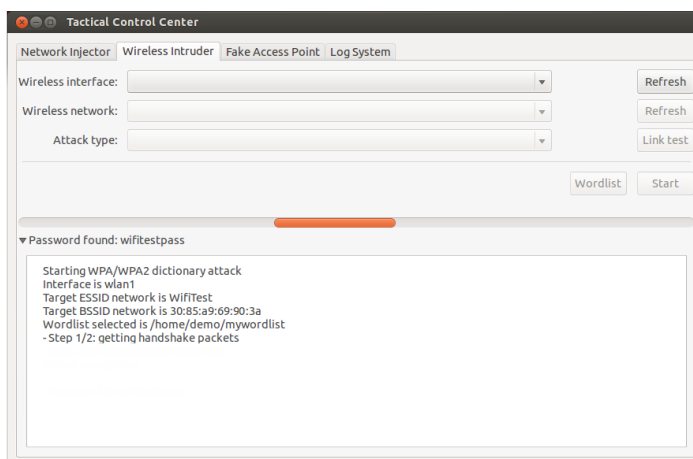 Tactical Control Center
Network Injector Wireless Intruder Fake Access Point Log System
Wireless interface: Refresh
Wireless network: Refresh
Attack type: Link test
Wordlist Start
Password found: wifitestpass
Starting WPA/WPA2 dictionary attack
Interface is wlan1
Target ESSID network is WifiTest
Target BSSID network is 30:85:a9:69:90:3a
Wordlist selected is /home/demo/mywordlist
- Step 1/2: getting handshake packets